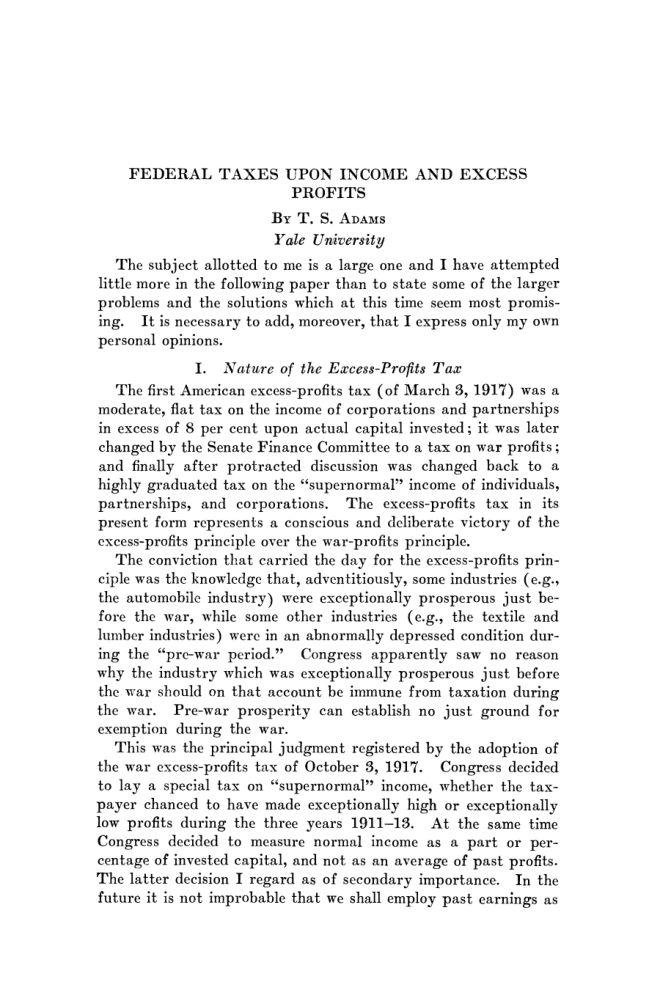 FEDERAL TAXES UPON INCOME AND EXCESS
PROFITS
By T. S. Adams
Yale University
The subject allotted to me is a large one and I have attempted
little more in the following paper than to state some of the larger
problems and the solutions which at this time seem most promis-
ing. It is necessary to add, moreover, that I express only my own
personal opinions.
I. Nature of the Excess-Profits Tax
The first American excess-profits tax (of March 3, 1917) was a
moderate, flat tax on the income of corporations and partnerships
in excess of 8 per cent upon actual capital invested; it was later
changed by the Senate Finance Committee to a tax on war profits;
and finally after protracted discussion was changed back to a
highly graduated tax on the "supernormal" income of individuals,
partnerships, and corporations. The excess-profits tax in its
present form represents a conscious and deliberate victory of the
excess-profits principle over the war-profits principle.
The conviction that carried the day for the excess-profits prin-
ciple was the knowledge that, adventitiously, some industries (e.g.,
the automobile industry) were exceptionally prosperous just be-
fore the war, while some other industries (e.g., the textile and
lumber industries) were in an abnormally depressed condition dur-
ing the "pre-war period." Congress apparently saw no reason
why the industry which was exceptionally prosperous just before
the war should on that account be immune from taxation during
the war. Pre-war prosperity can establish no just ground for
exemption during the war.
This was the principal judgment registered by the adoption of
the war excess-profits tax of October 3, 1917. Congress decided
to lay a special tax on "supernormal" income, whether the tax-
payer chanced to have made exceptionally high or exceptionally
low profits during the three years 1911–13. At the same time
Congress decided to measure normal income as a part or per-
centage of invested capital, and not as an average of past profits.
The latter decision I regard as of secondary importance. In the
future it is not improbable that we shall employ past earnings as